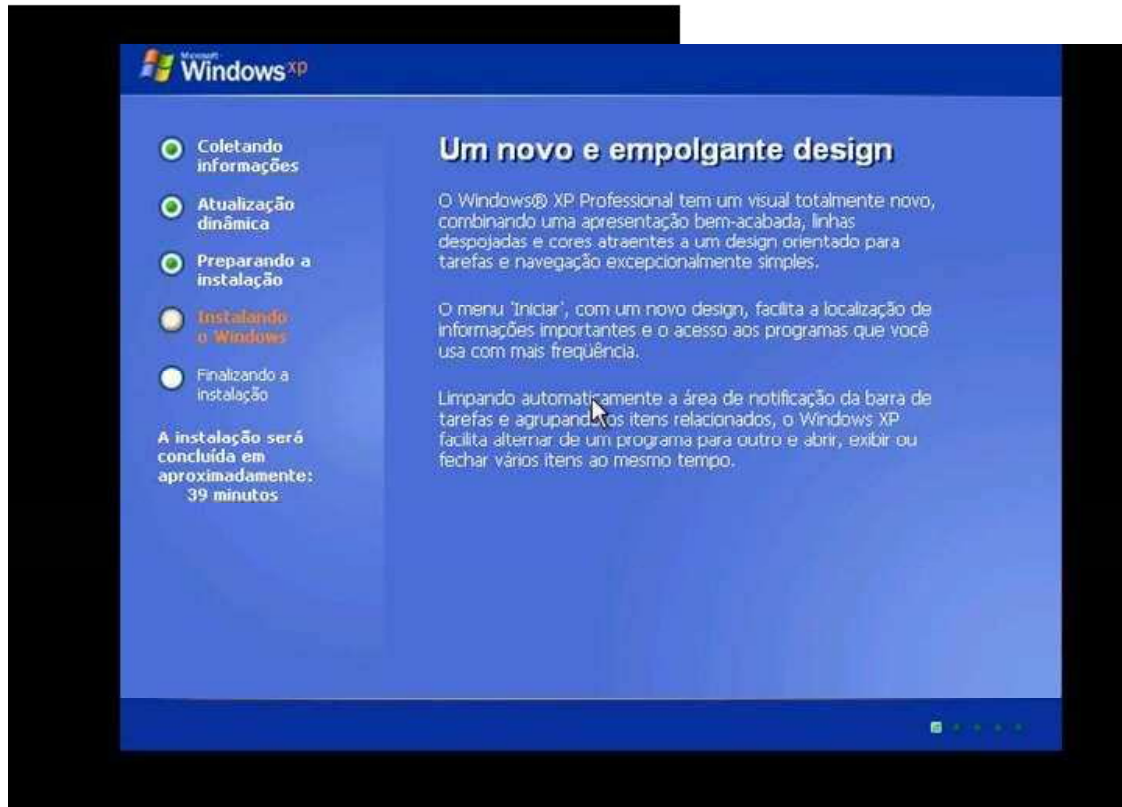 Microsoft
Windows xp
Coletando
informações
Atualização
dinâmica
Preparando a
instalação
Instalando
o Windows
Finalizando a
instalação
A instalação será
concluída em
aproximadamente:
39 minutos
Um novo e empolgante design
O Windows® XP Professional tem um visual totalmente novo,
combinando uma apresentação bem-acabada, linhas
despojadas e cores atraentes a um design orientado para
tarefas e navegação excepcionalmente simples.
O menu 'Iniciar', com um novo design, facilita a localização de
informações importantes e o acesso aos programas que você
usa com mais freqüência.
Limpando automaticamente a área de notificação da barra de
tarefas e agrupando os itens relacionados, o Windows XP
facilita alternar de um programa para outro e abrir, exibir ou
fechar vários itens ao mesmo tempo.